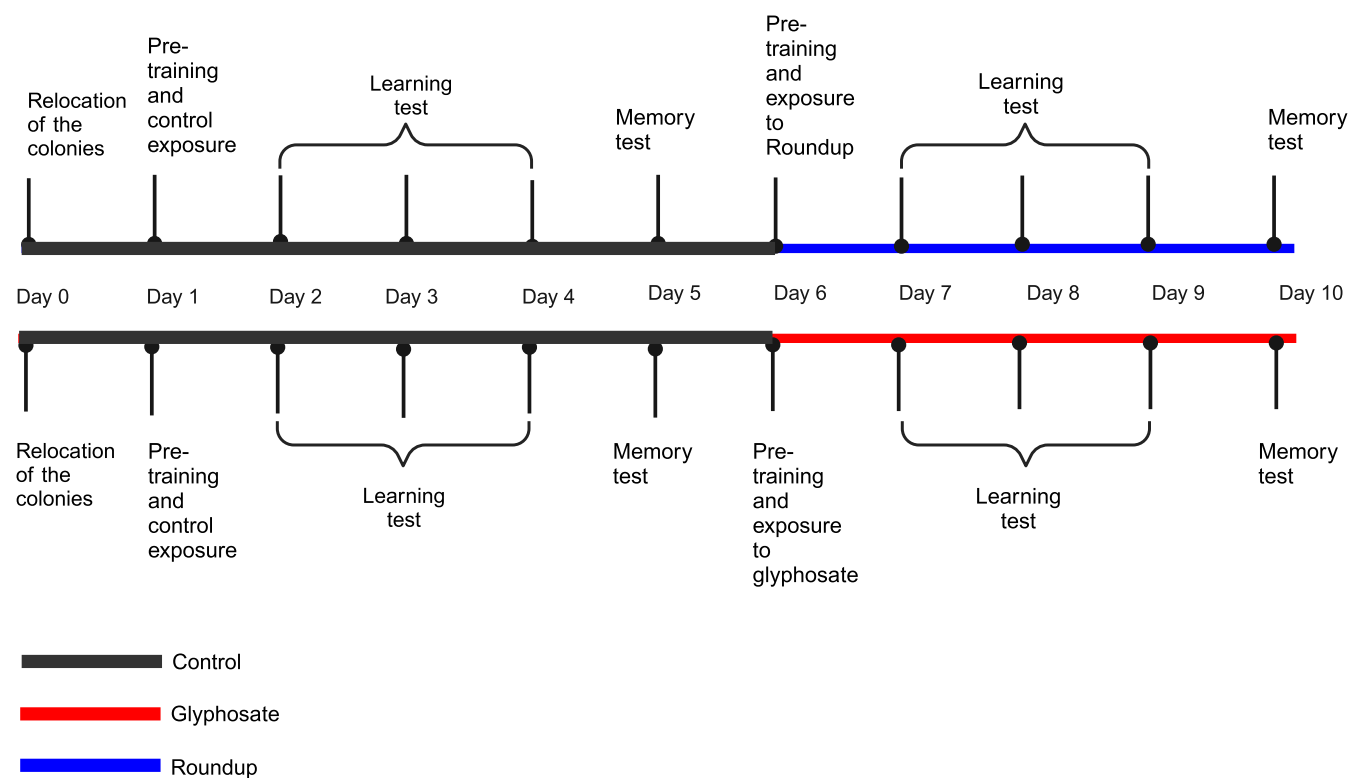 Relocation
of the
colonies
Pre-
training
and
control
exposure
Learning
test
Memory
test
Pre-
training
and
exposure
to
Roundup
Learning
test
Memory
test
Day 0
Day 1
Day 2
Day 3
Day 4
Day 5
Day 6
Day 7
Day 8
Day 9
Day 10
Relocation
of the
colonies
Pre-
training
and
control
exposure
Learning
test
Memory
test
Pre-
training
and
exposure
to
glyphosate
Learning
test
Memory
test
Control
Glyphosate
Roundup